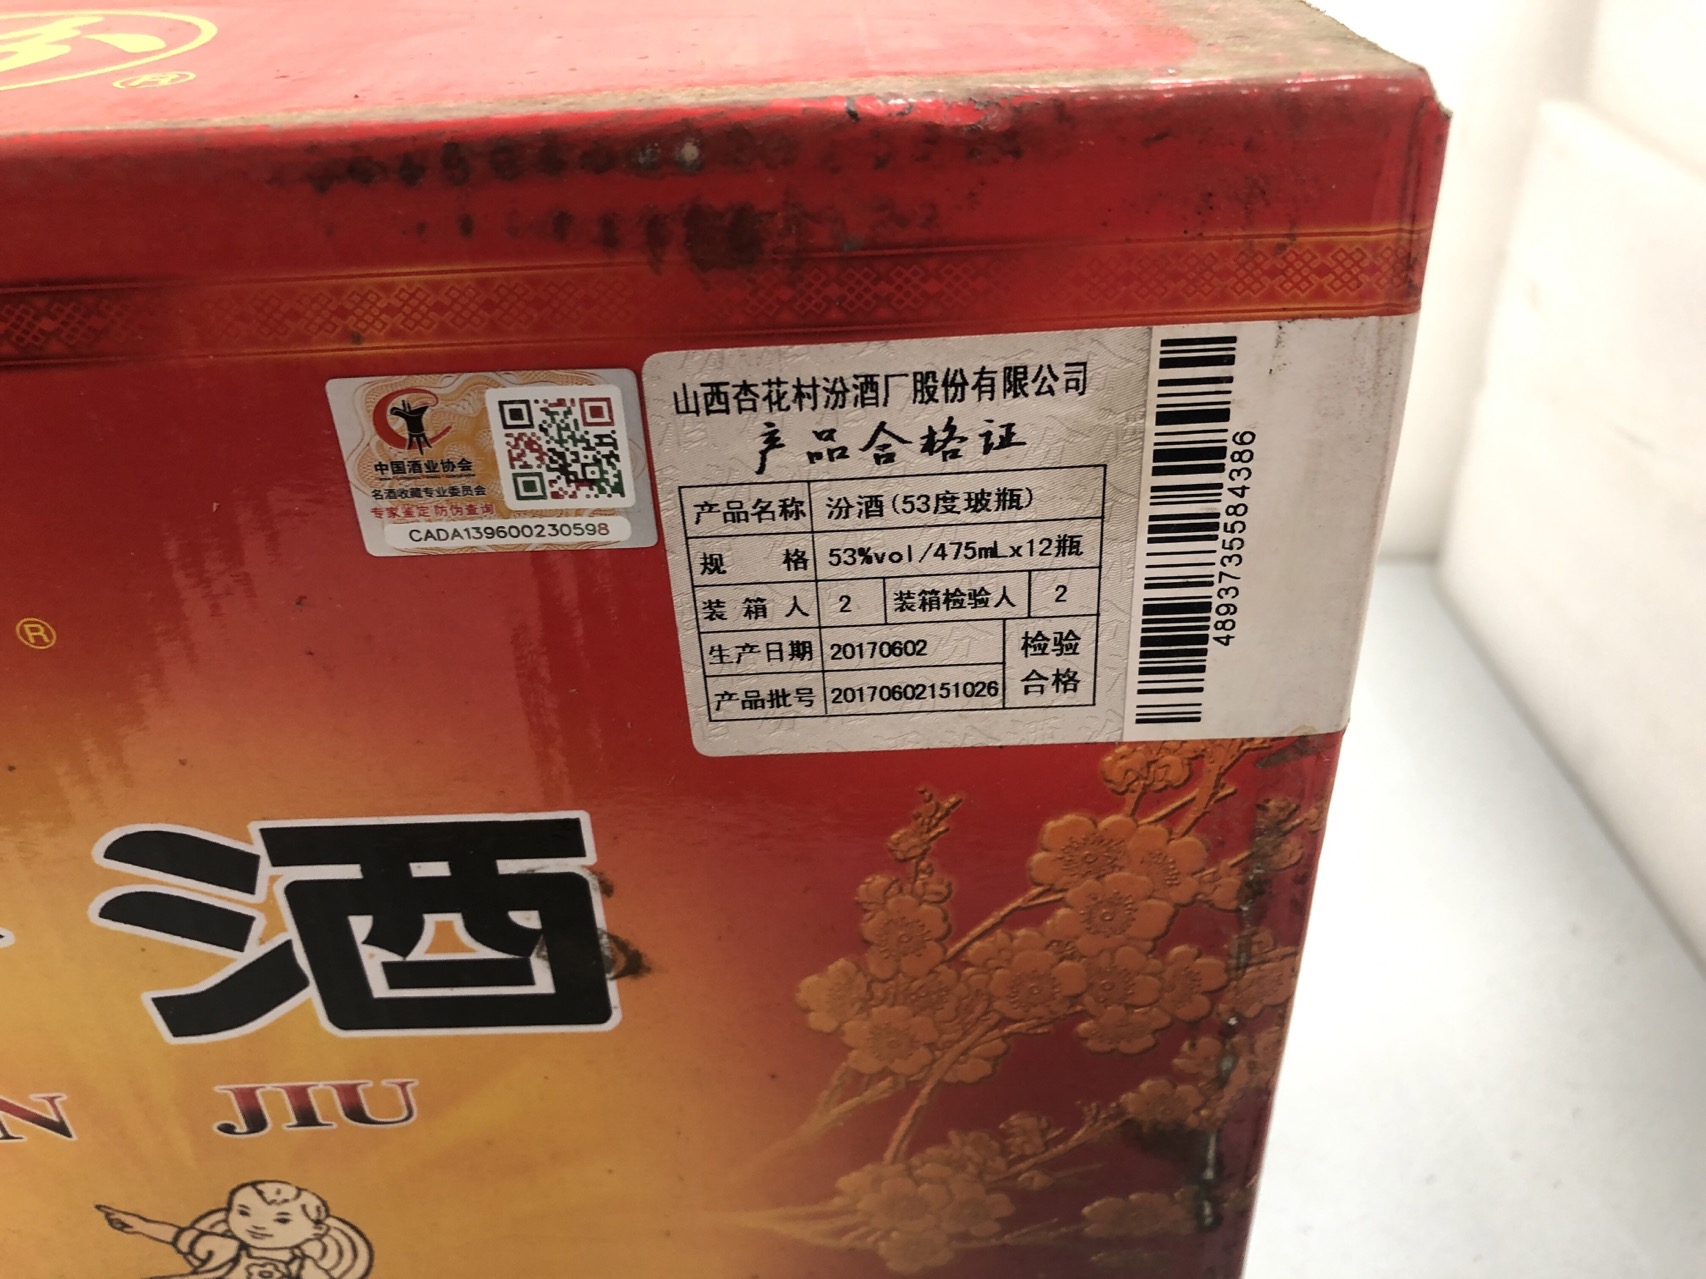 ®
中国酒业协会
名酒收藏专业委员会
专家鉴定 防伪查询
CADA139600230598
山西杏花村汾酒厂股份有限公司
产品合格证
产品名称 汾酒(53度玻瓶)
规格 53%vol/475mLx12瓶
装箱人 2 装箱检验人 2
生产日期 20170602 检验
产品批号 20170602151026 合格
4893735584386
®
酒
N JIU